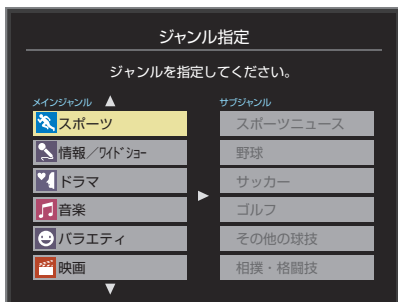 ジャンル指定
ジャンルを指定してください。
メインジャンル
スポーツ
情報／ﾜｲﾄﾞｼｮｰ
ドラマ
音楽
バラエティ
映画
サブジャンル
スポーツニュース
野球
サッカー
ゴルフ
その他の球技
相撲・格闘技